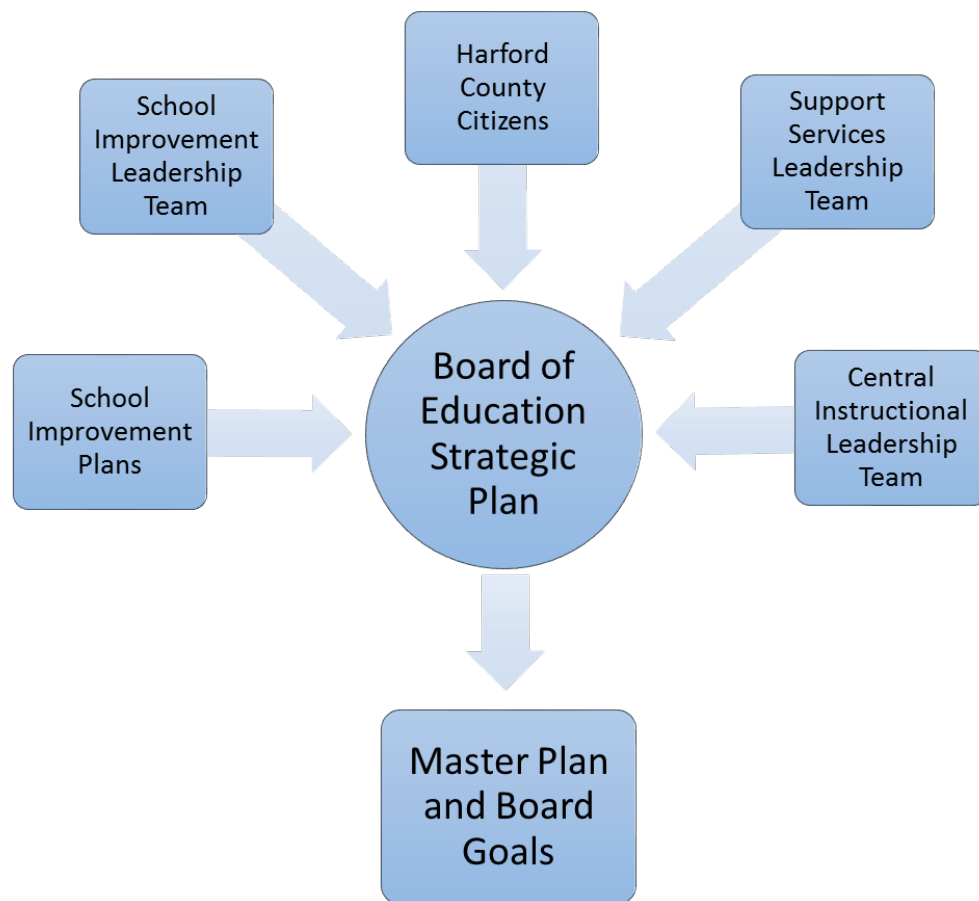 Harford
County
Citizens
School
Improvement
Leadership
Team
Support
Services
Leadership
Team
School
Improvement
Plans
Board of
Education
Strategic
Plan
Central
Instructional
Leadership
Team
Master Plan
and Board
Goals